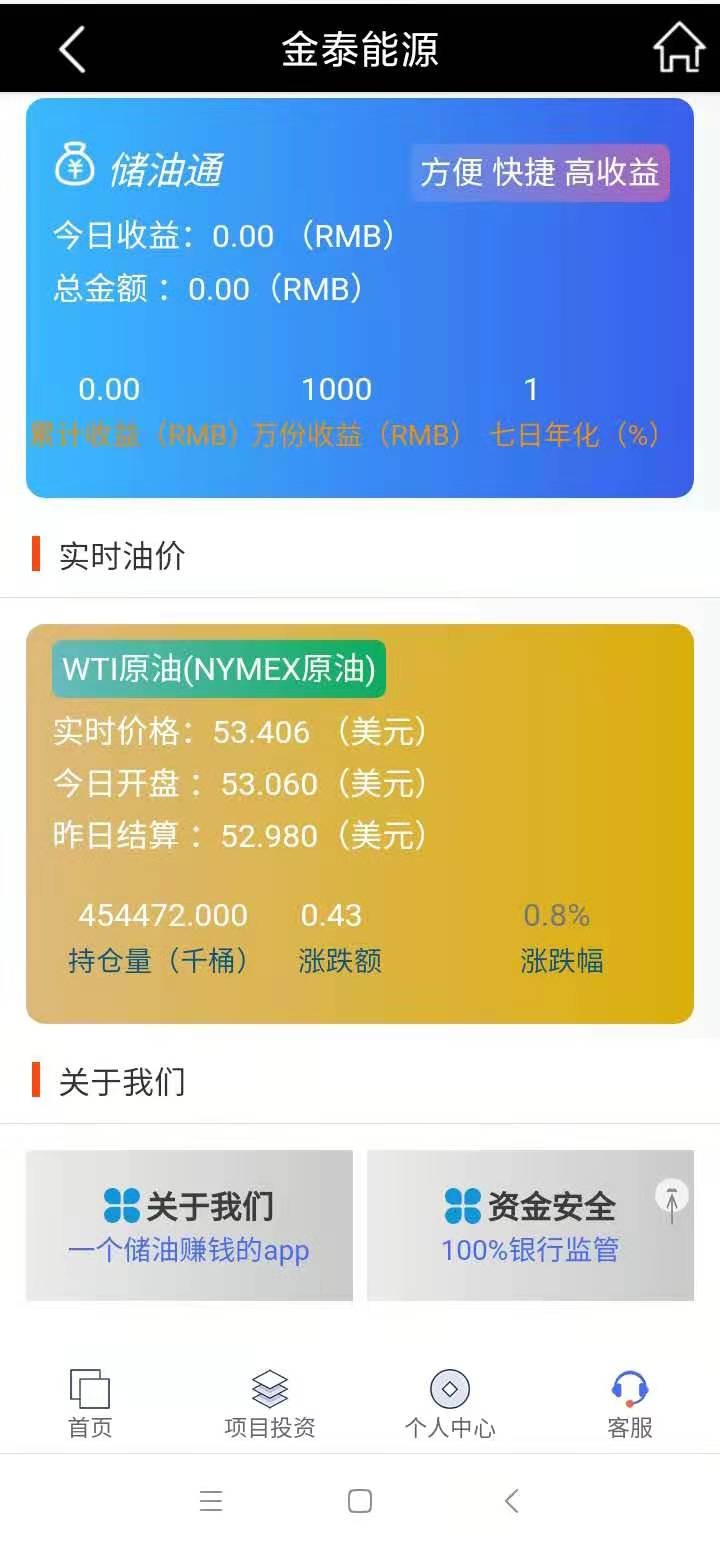 金泰能源
储油通
方便 快捷 高收益
今日收益：0.00 （RMB）
总金额 ：0.00（RMB）
0.00 1000 1
累计收益（RMB）万份收益（RMB） 七日年化（%）
实时油价
WTI原油(NYMEX原油)
实时价格：53.406 （美元）
今日开盘 ：53.060（美元）
昨日结算 ：52.980（美元）
454472.000 0.43 0.8%
持仓量（千桶） 涨跌额 涨跌幅
关于我们
关于我们 资金安全
一个储油赚钱的app 100%银行监管
首页 项目投资 个人中心 客服